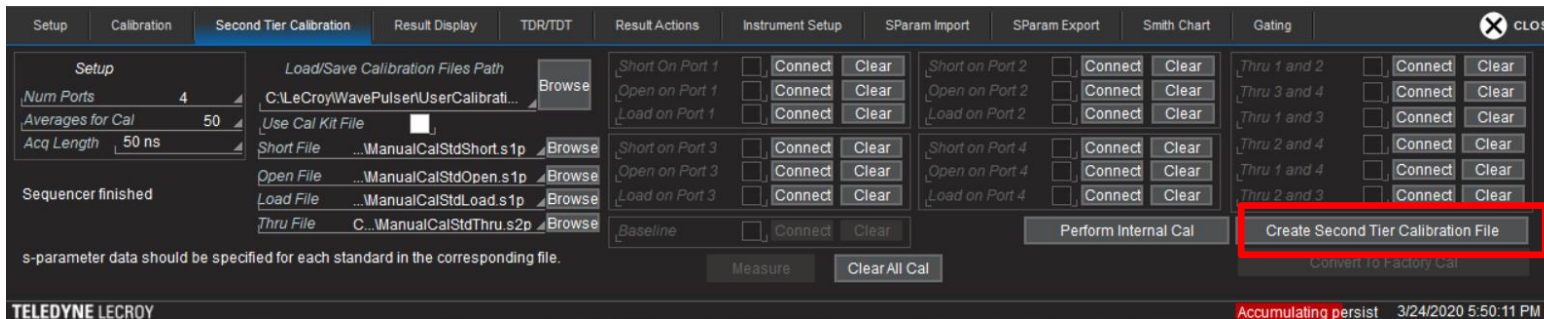 Setup Calibration Second Tier Calibration Result Display TDR/TDT Result Actions Instrument Setup SParam Import SParam Export Smith Chart Gating CLOS
Setup
Num Ports 4
Averages for Cal 50
Acq Length 50 ns
Sequencer finished
s-parameter data should be specified for each standard in the corresponding file.
Load/Save Calibration Files Path
C:\LeCroy\WavePulser\UserCalibrati... Browse
Use Cal Kit File
Short File ...\ManualCalStdShort.s1p Browse
Open File ...\ManualCalStdOpen.s1p Browse
Load File ...\ManualCalStdLoad.s1p Browse
Thru File C...\ManualCalStdThru.s2p Browse
Short On Port 1 Connect Clear
Open on Port 1 Connect Clear
Load on Port 1 Connect Clear
Short on Port 3 Connect Clear
Open on Port 3 Connect Clear
Load on Port 3 Connect Clear
Baseline Connect Clear
Measure Clear All Cal
Short on Port 2 Connect Clear
Open on Port 2 Connect Clear
Load on Port 2 Connect Clear
Short on Port 4 Connect Clear
Open on Port 4 Connect Clear
Load on Port 4 Connect Clear
Perform Internal Cal
Thru 1 and 2 Connect Clear
Thru 3 and 4 Connect Clear
Thru 1 and 3 Connect Clear
Thru 2 and 4 Connect Clear
Thru 1 and 4 Connect Clear
Thru 2 and 3 Connect Clear
Create Second Tier Calibration File
Convert To Factory Cal
TELEDYNE LECROY Accumulating persist 3/24/2020 5:50:11 PM